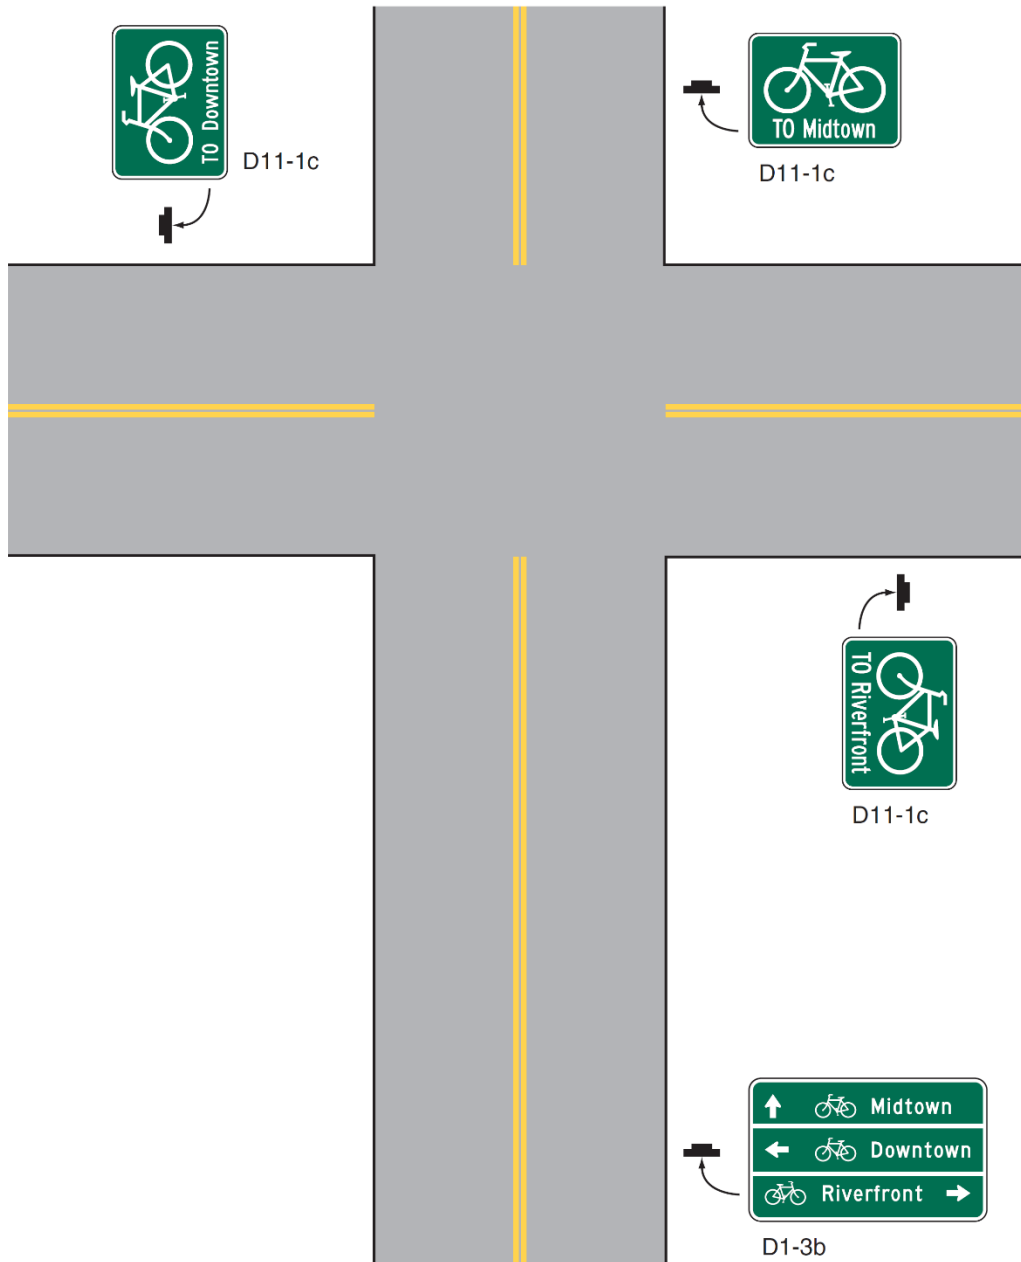 TO Downtown
D11-1c
TO Midtown
D11-1c
TO Riverfront
D11-1c
Midtown
Downtown
Riverfront
D1-3b